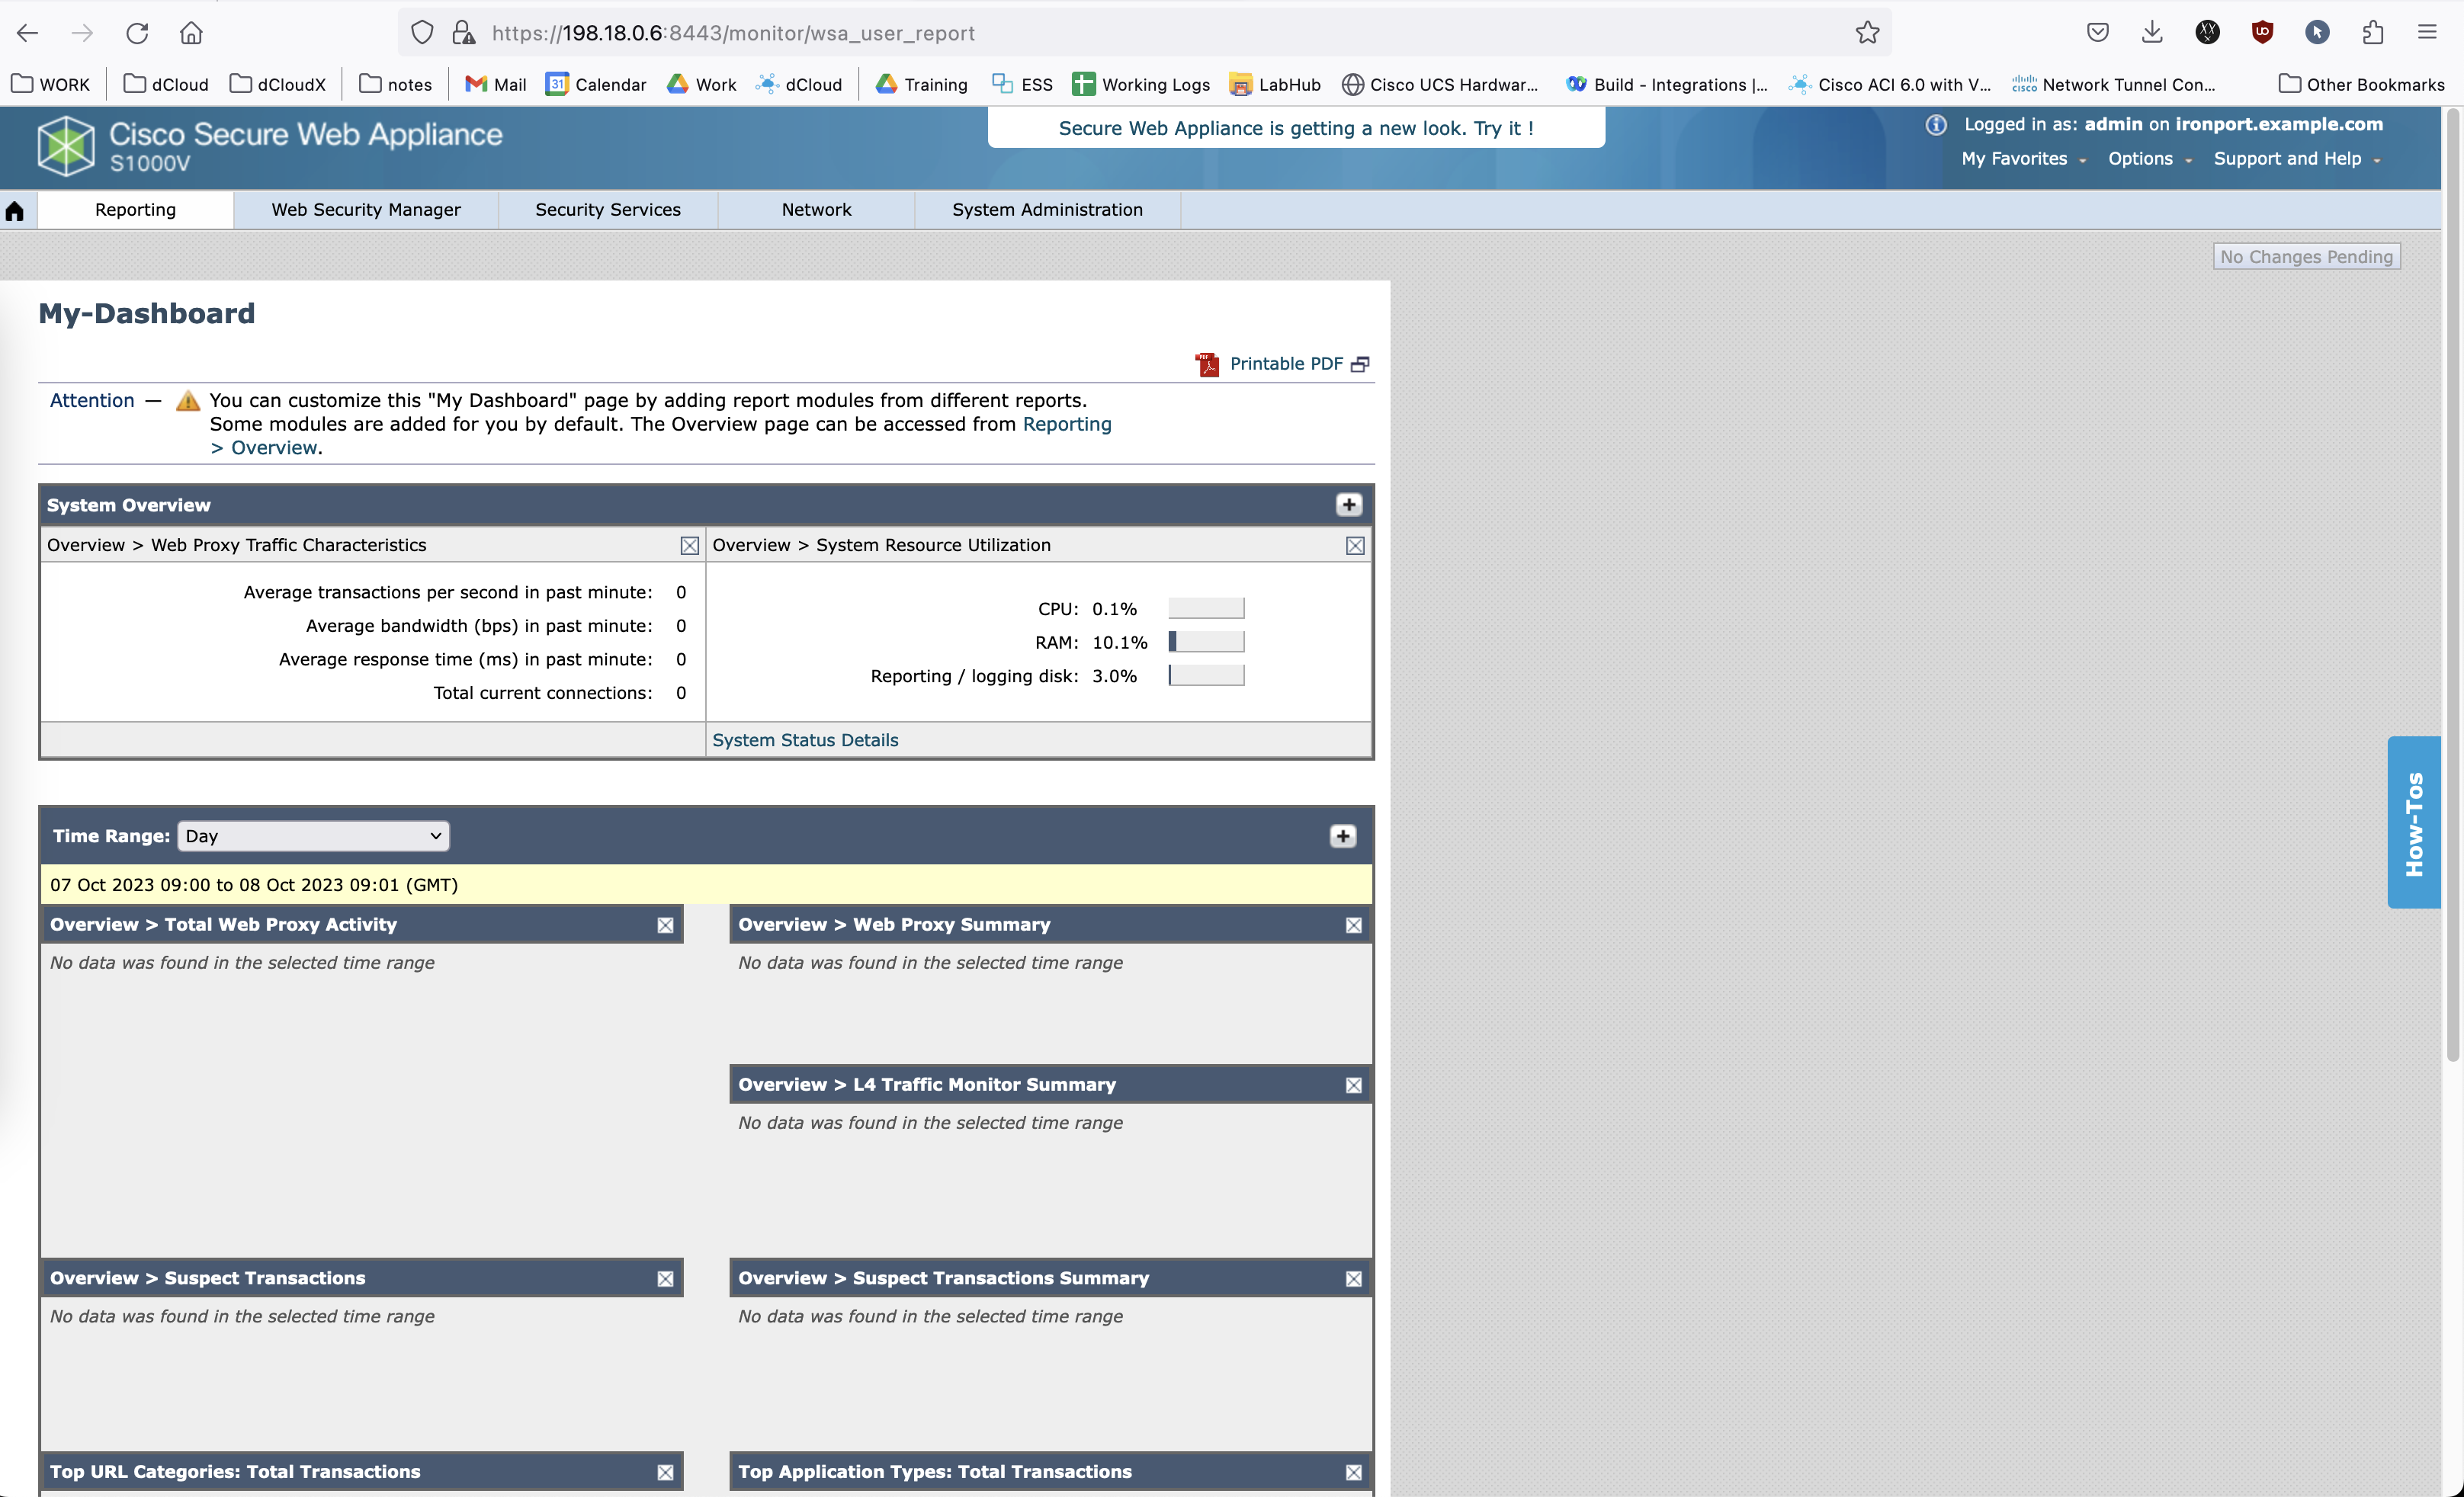 https://198.18.0.6:8443/monitor/wsa_user_report
WORK dCloud dCloudX notes Mail Calendar Work dCloud Training ESS Working Logs LabHub Cisco UCS Hardwar... Build - Integrations |... Cisco ACI 6.0 with V... Network Tunnel Con... Other Bookmarks
Cisco Secure Web Appliance
S1000V
Secure Web Appliance is getting a new look. Try it !
Logged in as: admin on ironport.example.com
My Favorites Options Support and Help
Reporting Web Security Manager Security Services Network System Administration
No Changes Pending
My-Dashboard
Printable PDF
Attention — You can customize this "My Dashboard" page by adding report modules from different reports.
Some modules are added for you by default. The Overview page can be accessed from Reporting
> Overview.
System Overview
Overview > Web Proxy Traffic Characteristics
Average transactions per second in past minute: 0
Average bandwidth (bps) in past minute: 0
Average response time (ms) in past minute: 0
Total current connections: 0
Overview > System Resource Utilization
CPU: 0.1%
RAM: 10.1%
Reporting / logging disk: 3.0%
System Status Details
How-Tos
Time Range: Day
07 Oct 2023 09:00 to 08 Oct 2023 09:01 (GMT)
Overview > Total Web Proxy Activity
No data was found in the selected time range
Overview > Web Proxy Summary
No data was found in the selected time range
Overview > L4 Traffic Monitor Summary
No data was found in the selected time range
Overview > Suspect Transactions
No data was found in the selected time range
Overview > Suspect Transactions Summary
No data was found in the selected time range
Top URL Categories: Total Transactions
Top Application Types: Total Transactions